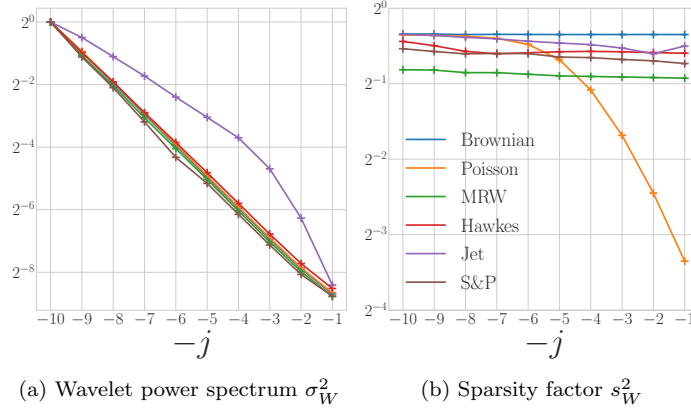 2^0
2^{-2}
2^{-4}
2^{-6}
2^{-8}
−10 −9 −8 −7 −6 −5 −4 −3 −2 −1
−j
2^0
2^{-1}
2^{-2}
2^{-3}
2^{-4}
Brownian
Poisson
MRW
Hawkes
Jet
S&P
−10 −9 −8 −7 −6 −5 −4 −3 −2 −1
−j
(a) Wavelet power spectrum σ_W^2
(b) Sparsity factor s_W^2